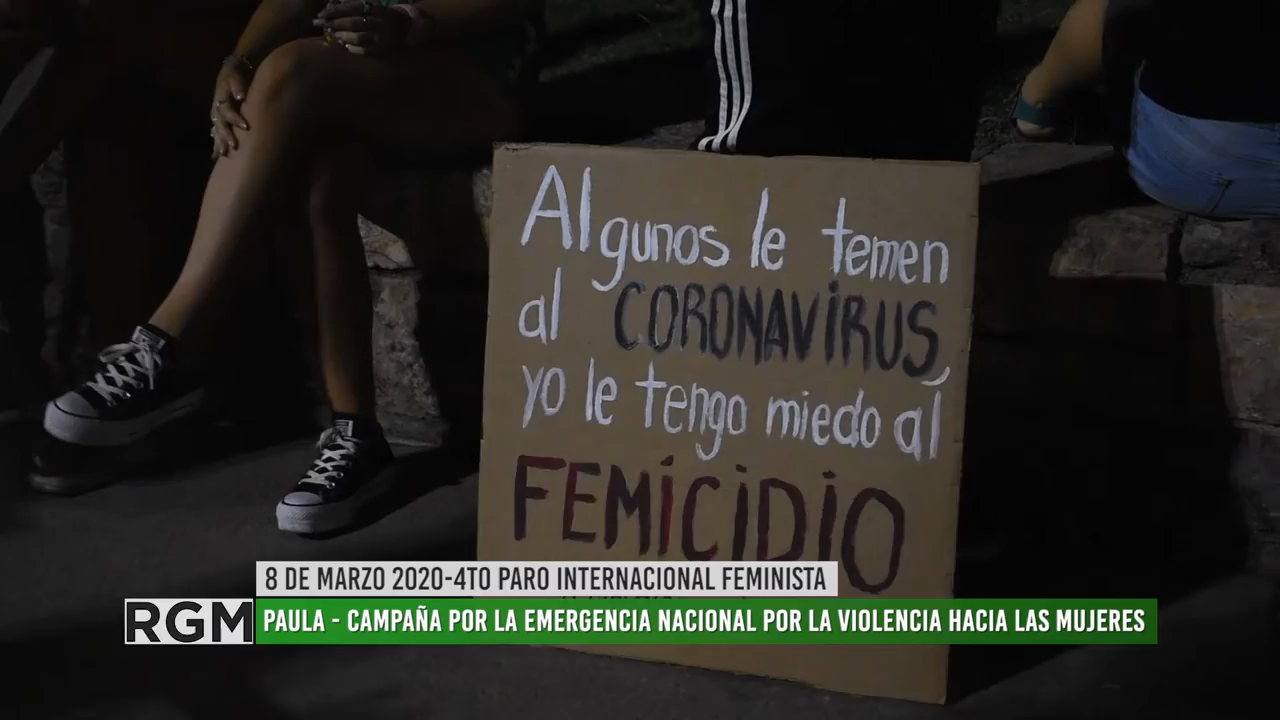 Algunos le temen
al CORONAVIRUS,
yo le tengo miedo al
FEMICIDIO
8 DE MARZO 2020-4TO PARO INTERNACIONAL FEMINISTA
RGM
PAULA - CAMPAÑA POR LA EMERGENCIA NACIONAL POR LA VIOLENCIA HACIA LAS MUJERES